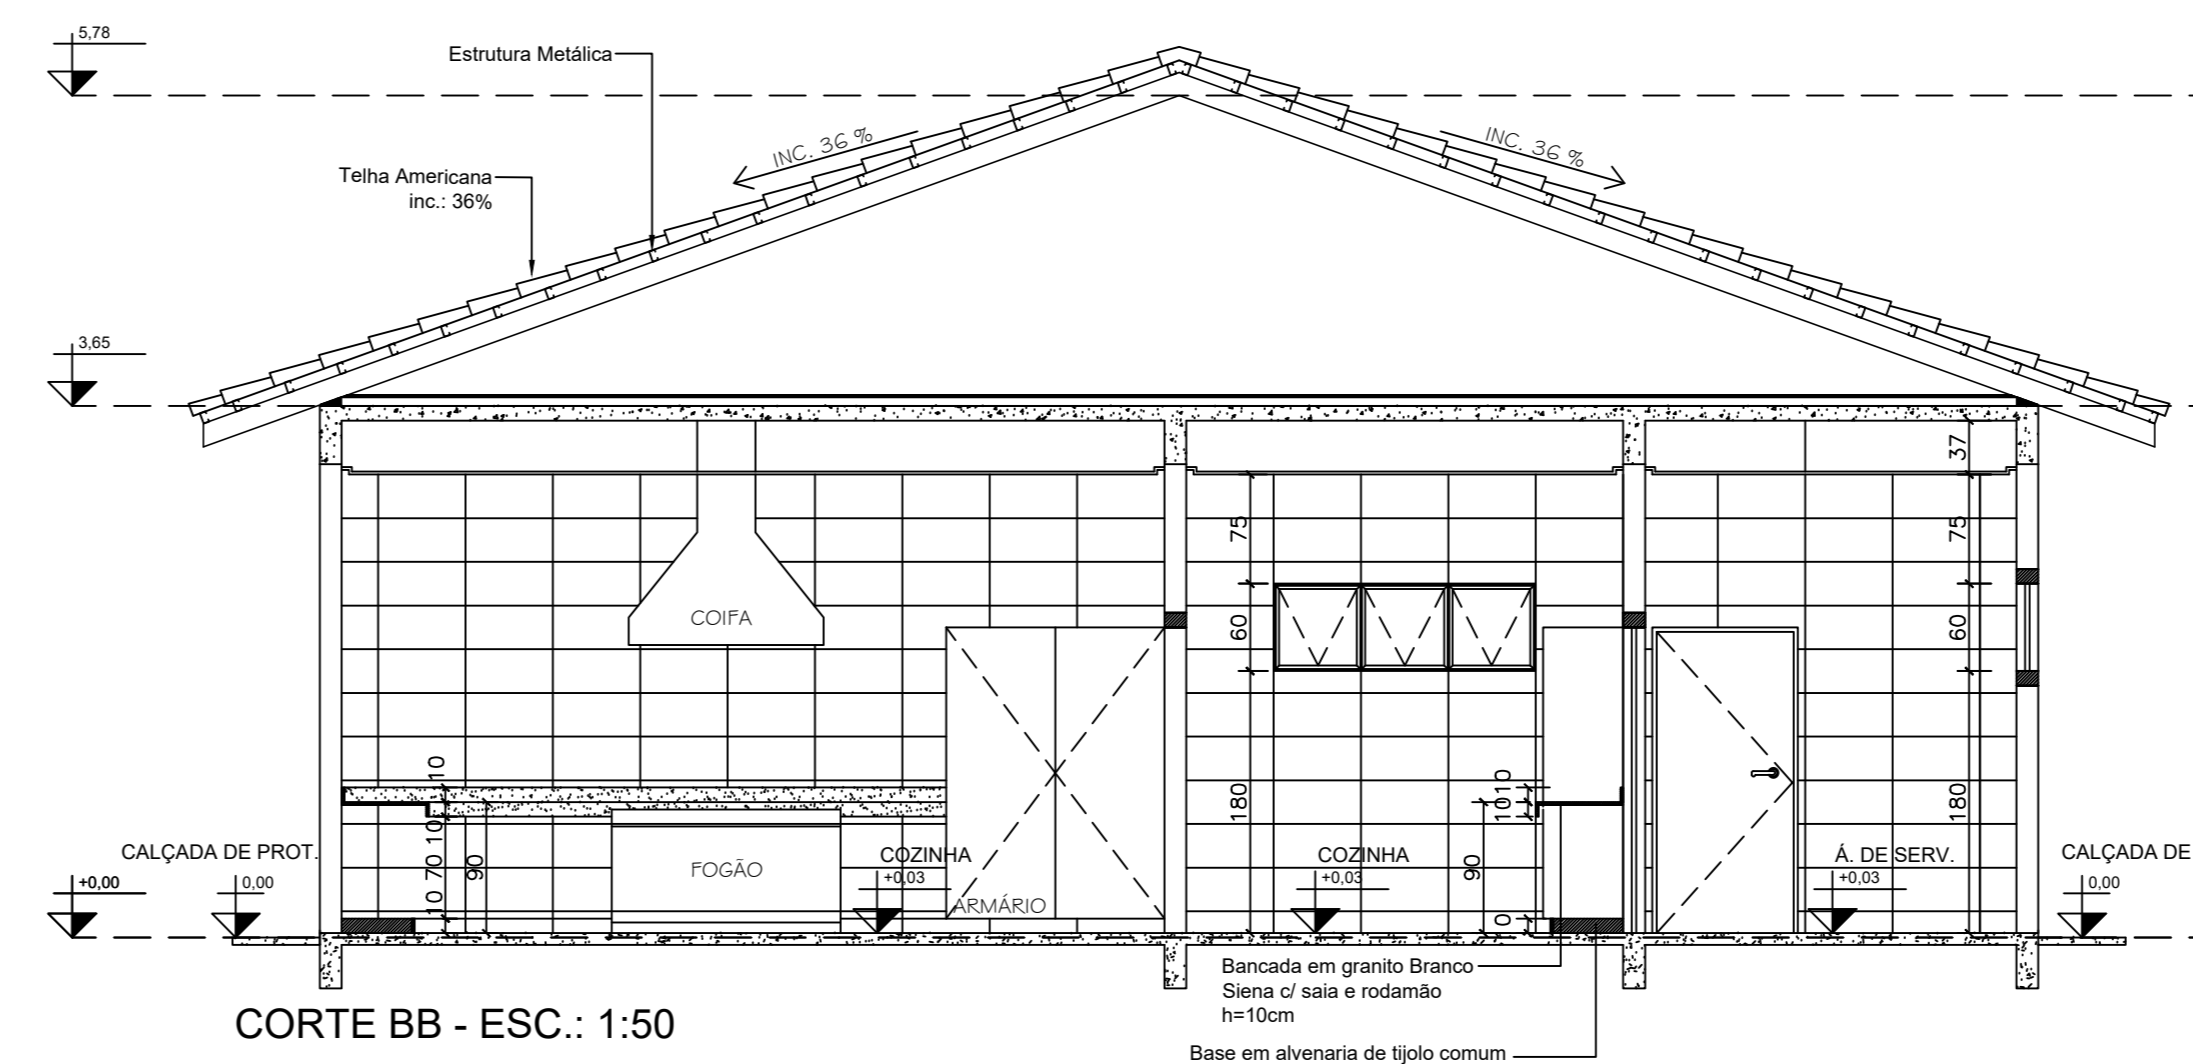 5,78
Estrutura Metálica
INC. 36 %
INC. 36 %
Telha Americana
inc.: 36%
3,65
37
75
75
COIFA
60
60
10
180
10
10
180
10
70
90
90
CALÇADA DE PROT.
COZINHA
COZINHA
Á. DE SERV.
CALÇADA DE
FOGÃO
+0,00
0,00
+0,03
+0,03
+0,03
0,00
10
ARMÁRIO
Bancada em granito Branco
Siena c/ saia e rodamão
h=10cm
CORTE BB - ESC.: 1:50
Base em alvenaria de tijolo comum